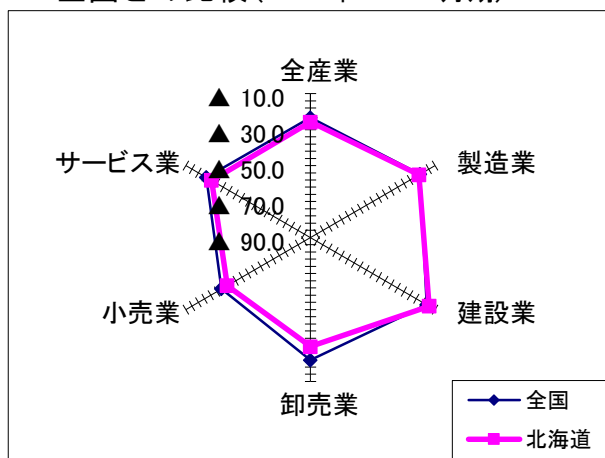 全産業
▲ 10.0
▲ 30.0
▲ 50.0
▲ 70.0
▲ 90.0
サービス業
製造業
小売業
建設業
卸売業
全国
北海道